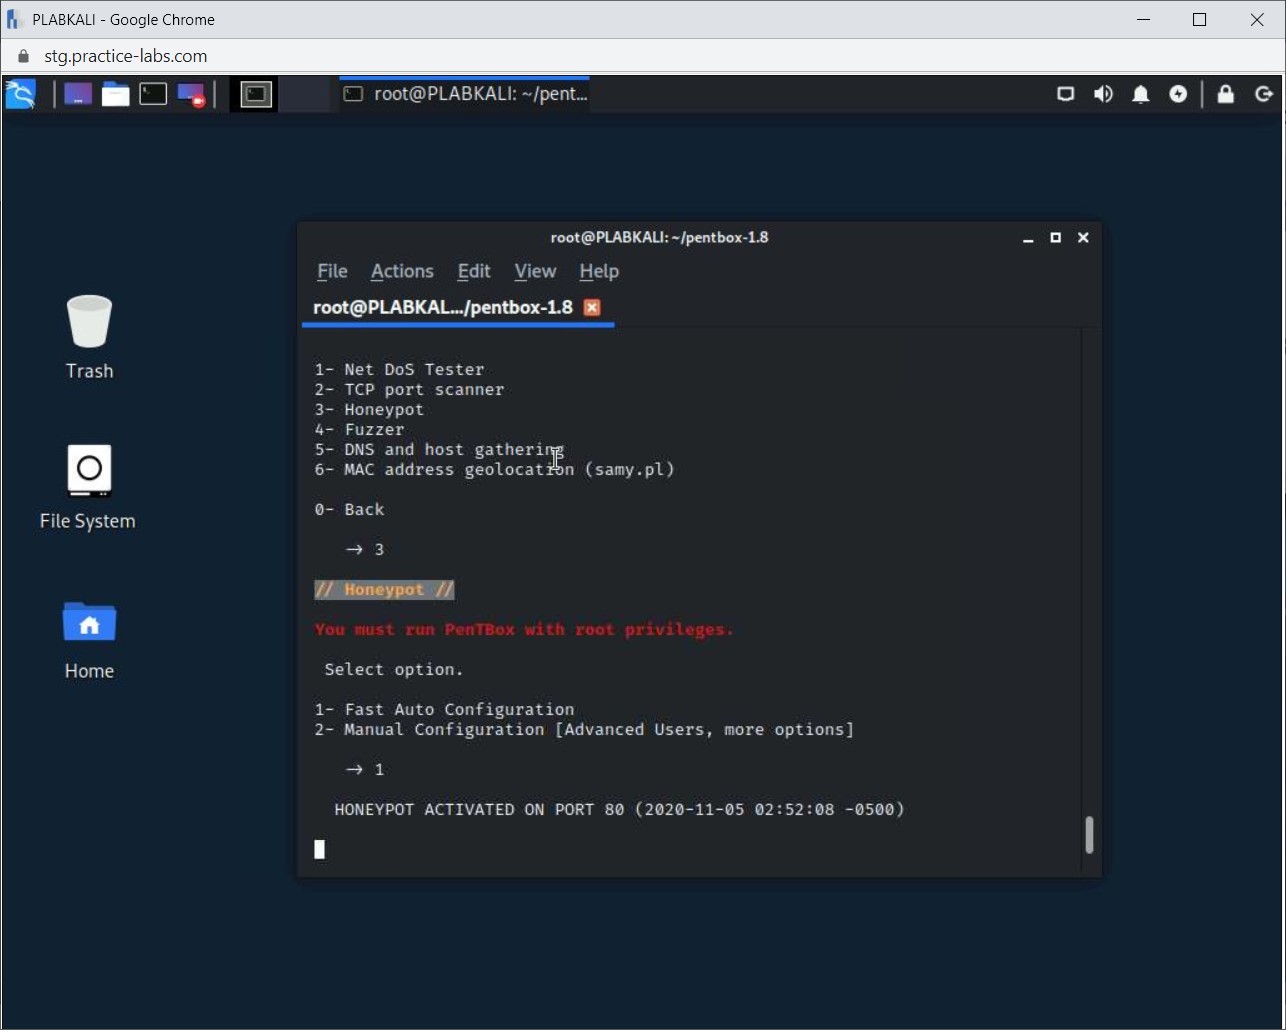 PLABKALI - Google Chrome
stg.practice-labs.com
root@PLABKALI: ~/pent...
root@PLABKALI: ~/pentbox-1.8
File Actions Edit View Help
root@PLABKAL.../pentbox-1.8
Trash
File System
Home
1- Net DoS Tester
2- TCP port scanner
3- Honeypot
4- Fuzzer
5- DNS and host gathering
6- MAC address geolocation (samy.pl)
0- Back
→ 3
// Honeypot //
You must run PenTBox with root privileges.
Select option.
1- Fast Auto Configuration
2- Manual Configuration [Advanced Users, more options]
→ 1
HONEYPOT ACTIVATED ON PORT 80 (2020-11-05 02:52:08 -0500)